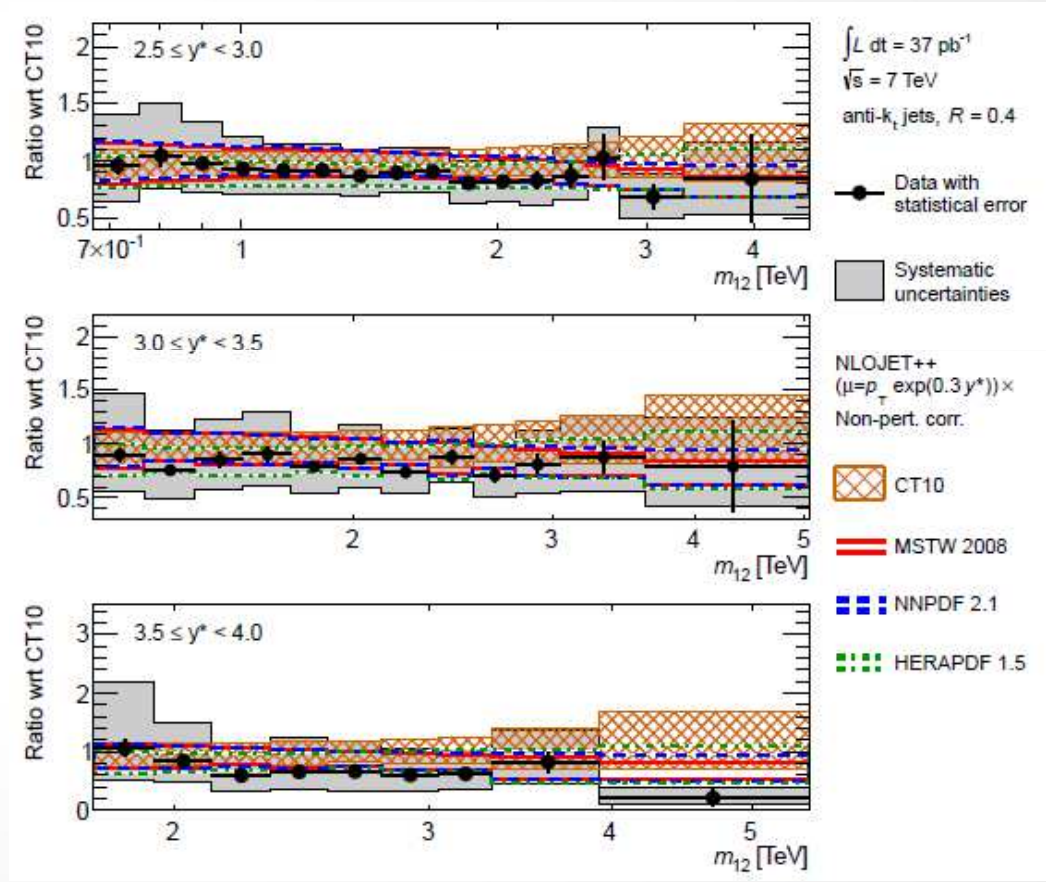 Ratio wrt CT10
2.5 ≤ y* < 3.0
2
1.5
1
0.5
7×10⁻¹ 1 2 3 4
m₁₂ [TeV]
Ratio wrt CT10
3.0 ≤ y* < 3.5
2
1.5
1
0.5
2 3 4 5
m₁₂ [TeV]
Ratio wrt CT10
3.5 ≤ y* < 4.0
3
2
1
0
2 3 4 5
m₁₂ [TeV]
∫L dt = 37 pb⁻¹
√s = 7 TeV
anti-kₜ jets, R = 0.4
Data with
statistical error
Systematic
uncertainties
NLOJET++
(μ=p_T exp(0.3 y*)) ×
Non-pert. corr.
CT10
MSTW 2008
NNPDF 2.1
HERAPDF 1.5